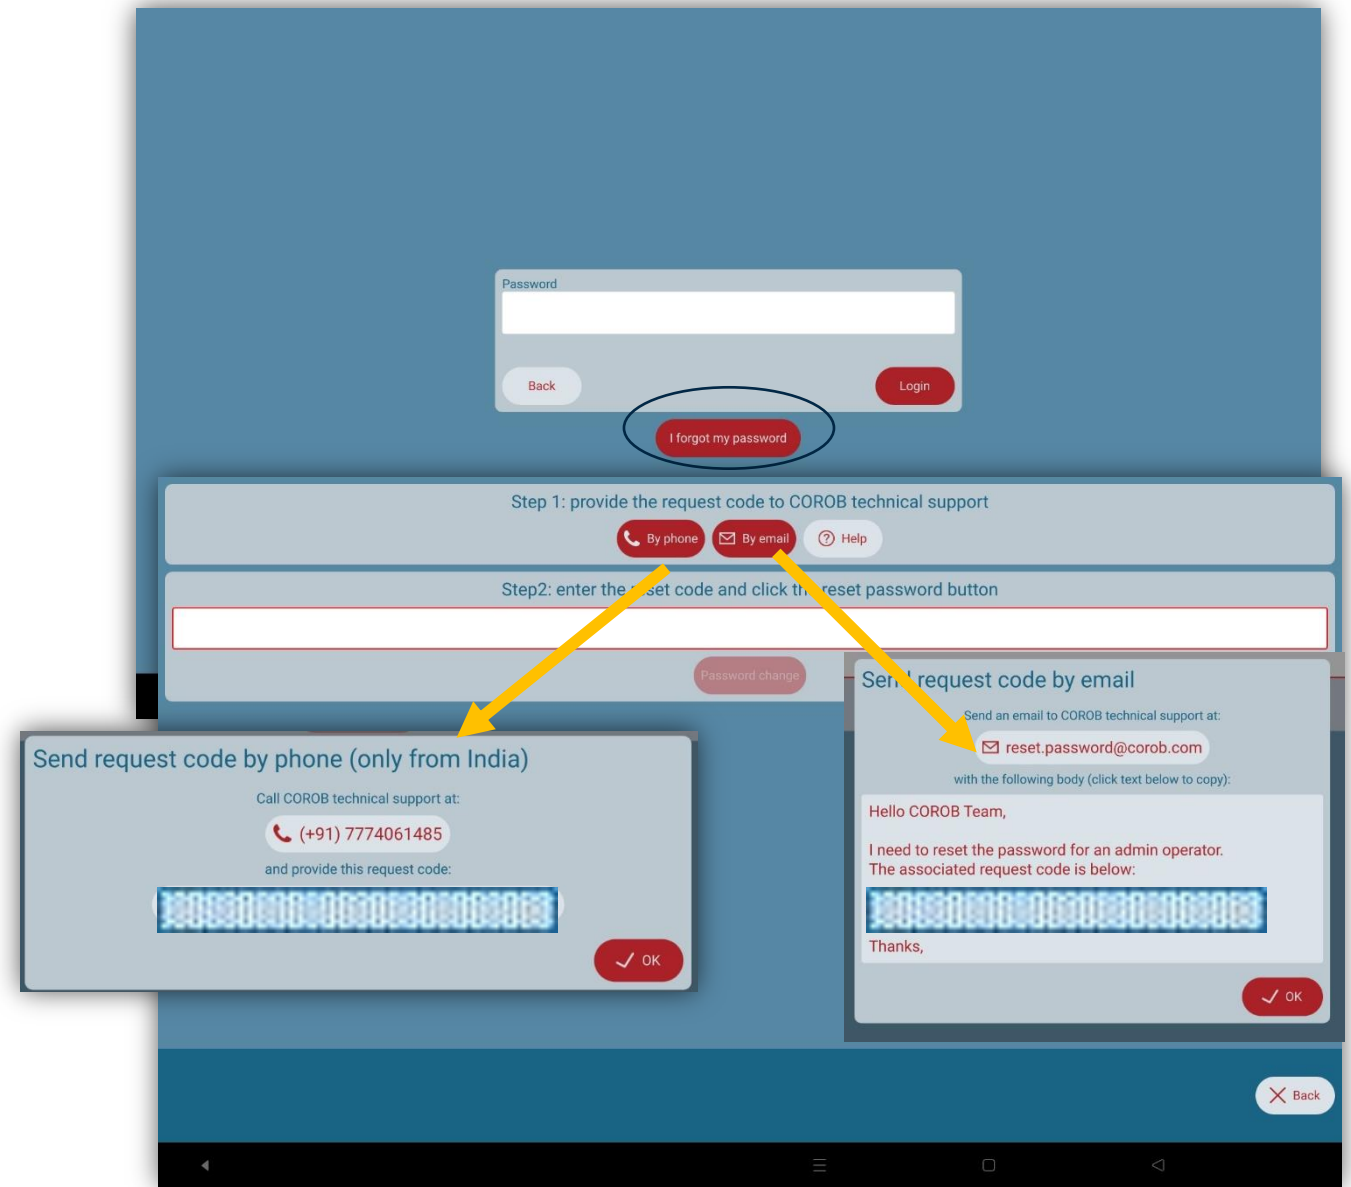 Password
Back
Login
I forgot my password
Step 1: provide the request code to COROB technical support
By phone
By email
Help
Step2: enter the reset code and click the reset password button
Password change
Send request code by phone (only from India)
Call COROB technical support at:
(+91) 7774061485
and provide this request code:
OK
Send request code by email
Send an email to COROB technical support at:
reset.password@corob.com
with the following body (click text below to copy):
Hello COROB Team,
I need to reset the password for an admin operator.
The associated request code is below:
Thanks,
OK
Back